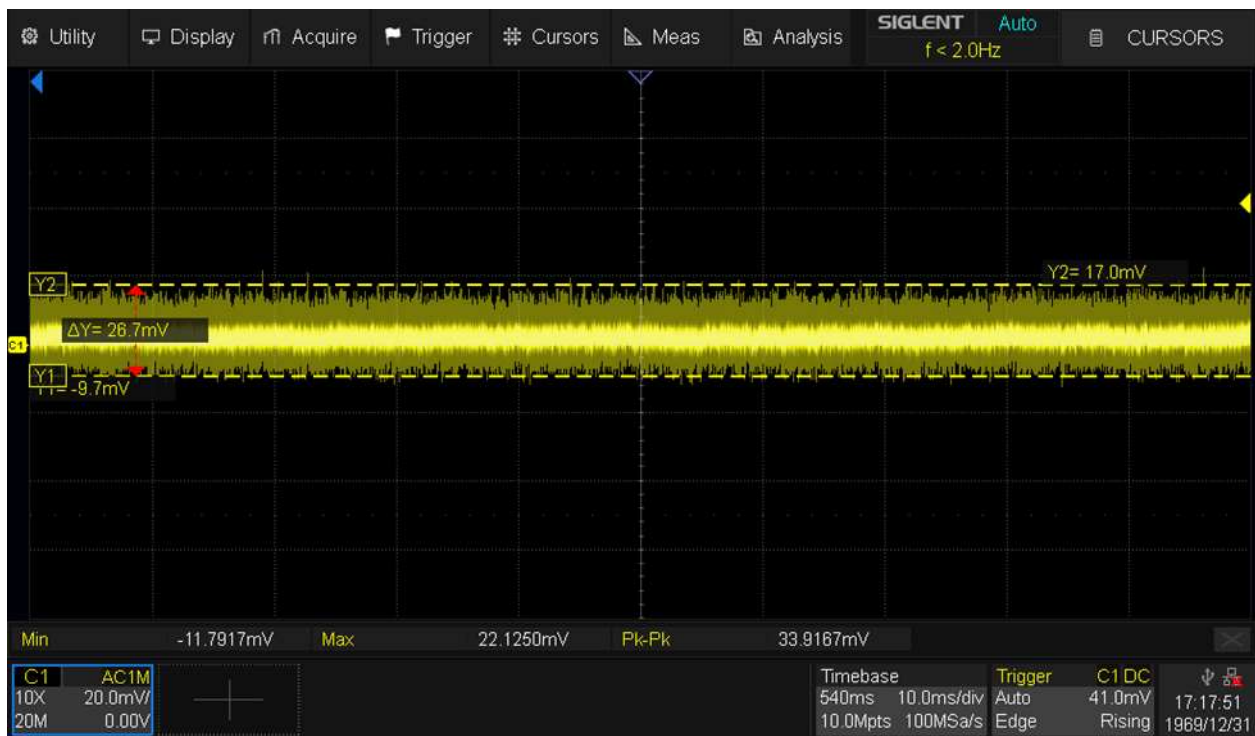 Utility Display Acquire Trigger Cursors Meas Analysis SIGLENT Auto CURSORS
f < 2.0Hz
Y2= 17.0mV
Y2
ΔY= 26.7mV
C1
Y1
Y1= -9.7mV
Min -11.7917mV Max 22.1250mV Pk-Pk 33.9167mV
C1 AC1M Timebase Trigger C1 DC
10X 20.0mV/ 540ms 10.0ms/div Auto 41.0mV 17:17:51
20M 0.00V 10.0Mpts 100MSa/s Edge Rising 1969/12/31